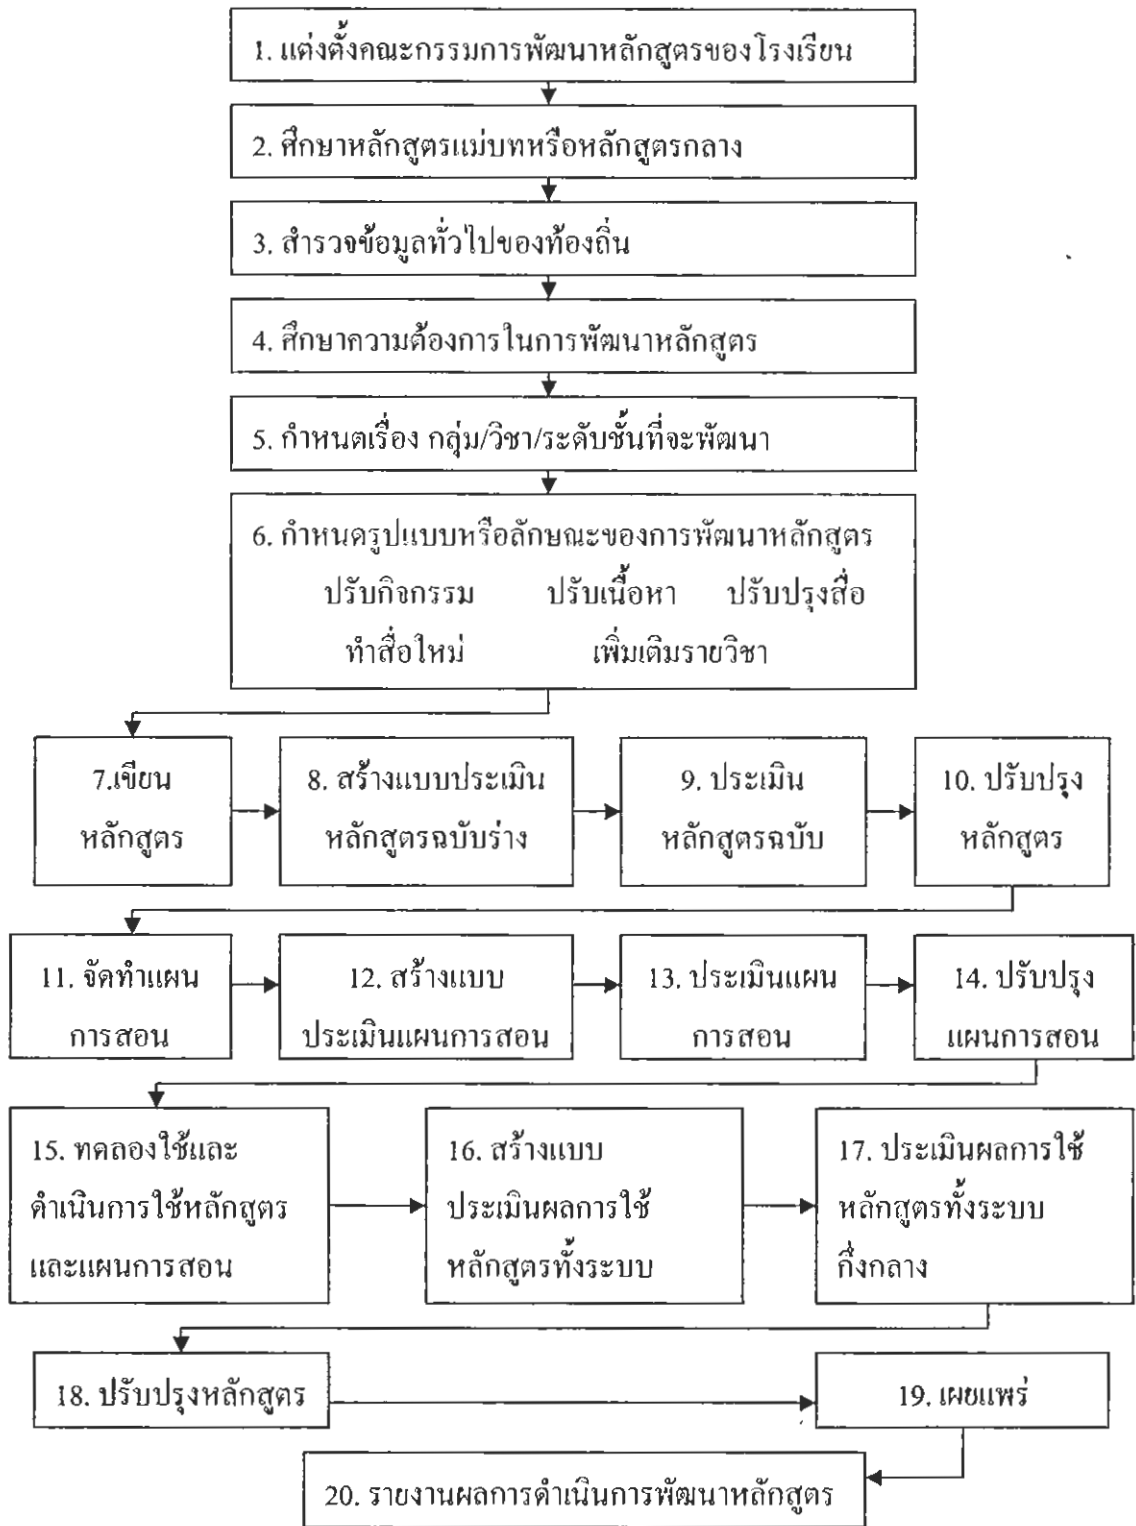 1. แต่งตั้งคณะกรรมการพัฒนาหลักสูตรของโรงเรียน
2. ศึกษาหลักสูตรแม่บทหรือหลักสูตรกลาง
3. สำรวจข้อมูลทั่วไปของท้องถิ่น
4. ศึกษาความต้องการในการพัฒนาหลักสูตร
5. กำหนดเรื่อง กลุ่ม/วิชา/ระดับชั้นที่จะพัฒนา
6. กำหนดรูปแบบหรือลักษณะของการพัฒนาหลักสูตร
ปรับกิจกรรม ปรับเนื้อหา ปรับปรุงสื่อ
ทำสื่อใหม่ เพิ่มเติมรายวิชา
7.เขียน
หลักสูตร
8. สร้างแบบประเมิน
หลักสูตรฉบับร่าง
9. ประเมิน
หลักสูตรฉบับ
10. ปรับปรุง
หลักสูตร
11. จัดทำแผน
การสอน
12. สร้างแบบ
ประเมินแผนการสอน
13. ประเมินแผน
การสอน
14. ปรับปรุง
แผนการสอน
15. ทดลองใช้และ
ดำเนินการใช้หลักสูตร
และแผนการสอน
16. สร้างแบบ
ประเมินผลการใช้
หลักสูตรทั้งระบบ
17. ประเมินผลการใช้
หลักสูตรทั้งระบบ
กึ่งกลาง
18. ปรับปรุงหลักสูตร
19. เผยแพร่
20. รายงานผลการดำเนินการพัฒนาหลักสูตร